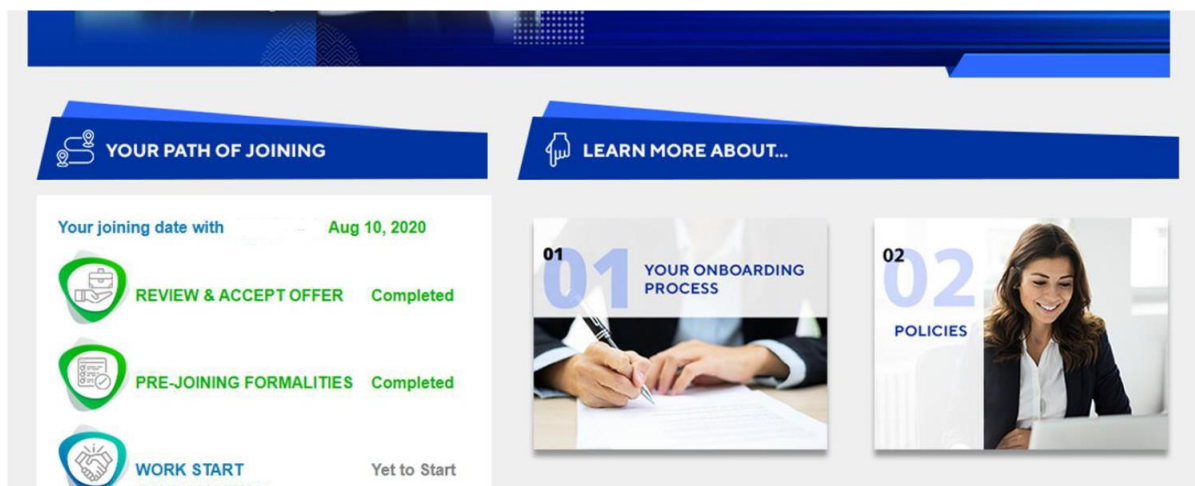 YOUR PATH OF JOINING
Your joining date with Aug 10, 2020
REVIEW & ACCEPT OFFER Completed
PRE-JOINING FORMALITIES Completed
WORK START Yet to Start
LEARN MORE ABOUT...
01
01
YOUR ONBOARDING
PROCESS
02
02
POLICIES